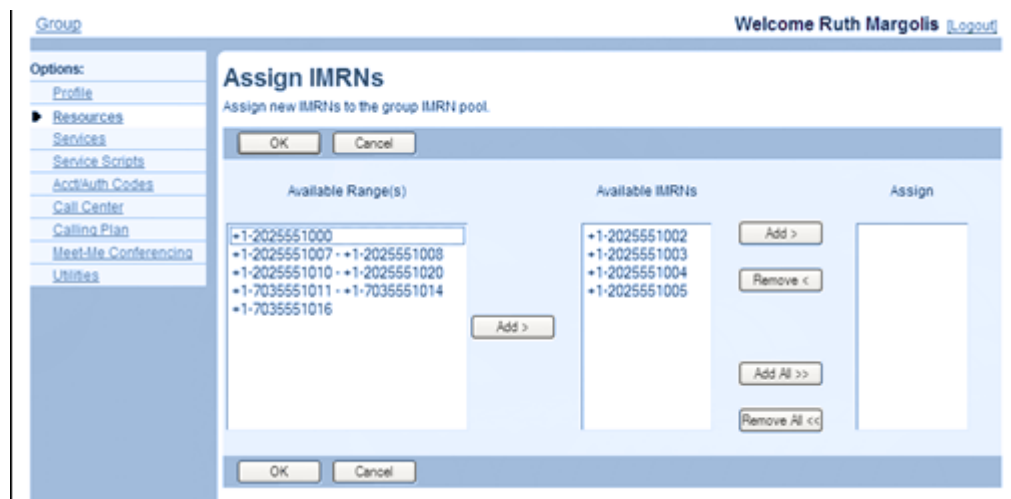 Group
Welcome Ruth Margolis [Logout]
Options:
Profile
Resources
Services
Service Scripts
Acct/Auth Codes
Call Center
Calling Plan
Meet-Me Conferencing
Utilities
Assign IMRNs
Assign new IMRNs to the group IMRN pool.
OK Cancel
Available Range(s)
+1-2025551000
+1-2025551007 - +1-2025551008
+1-2025551010 - +1-2025551020
+1-7035551011 - +1-7035551014
+1-7035551016
Add >
Available IMRNs
+1-2025551002
+1-2025551003
+1-2025551004
+1-2025551005
Add >
Remove <
Add All >>
Remove All <<
Assign
OK Cancel